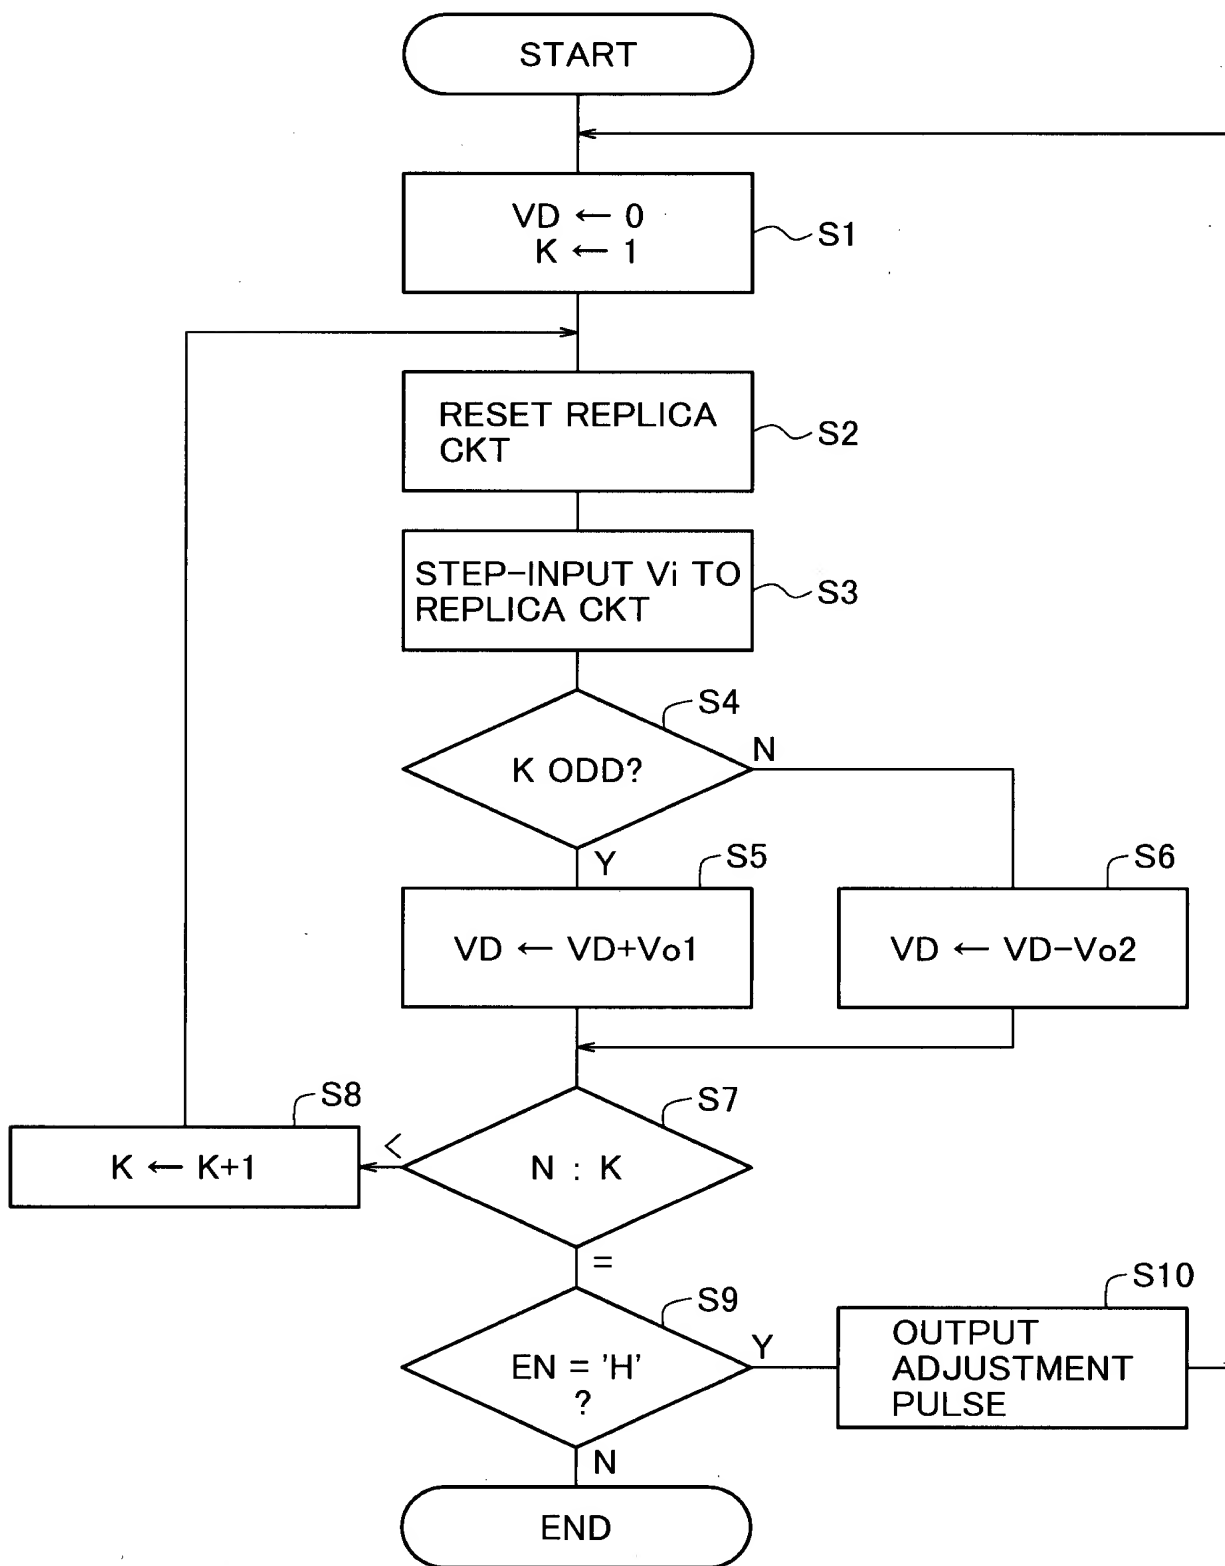 START
VD ← 0
K ← 1
S1
RESET REPLICA
CKT
S2
STEP-INPUT Vi TO
REPLICA CKT
S3
S4
K ODD?
N
Y
S5
VD ← VD+Vo1
S6
VD ← VD-Vo2
S7
N : K
<
S8
K ← K+1
=
S9
EN = 'H'
?
Y
S10
OUTPUT
ADJUSTMENT
PULSE
N
END